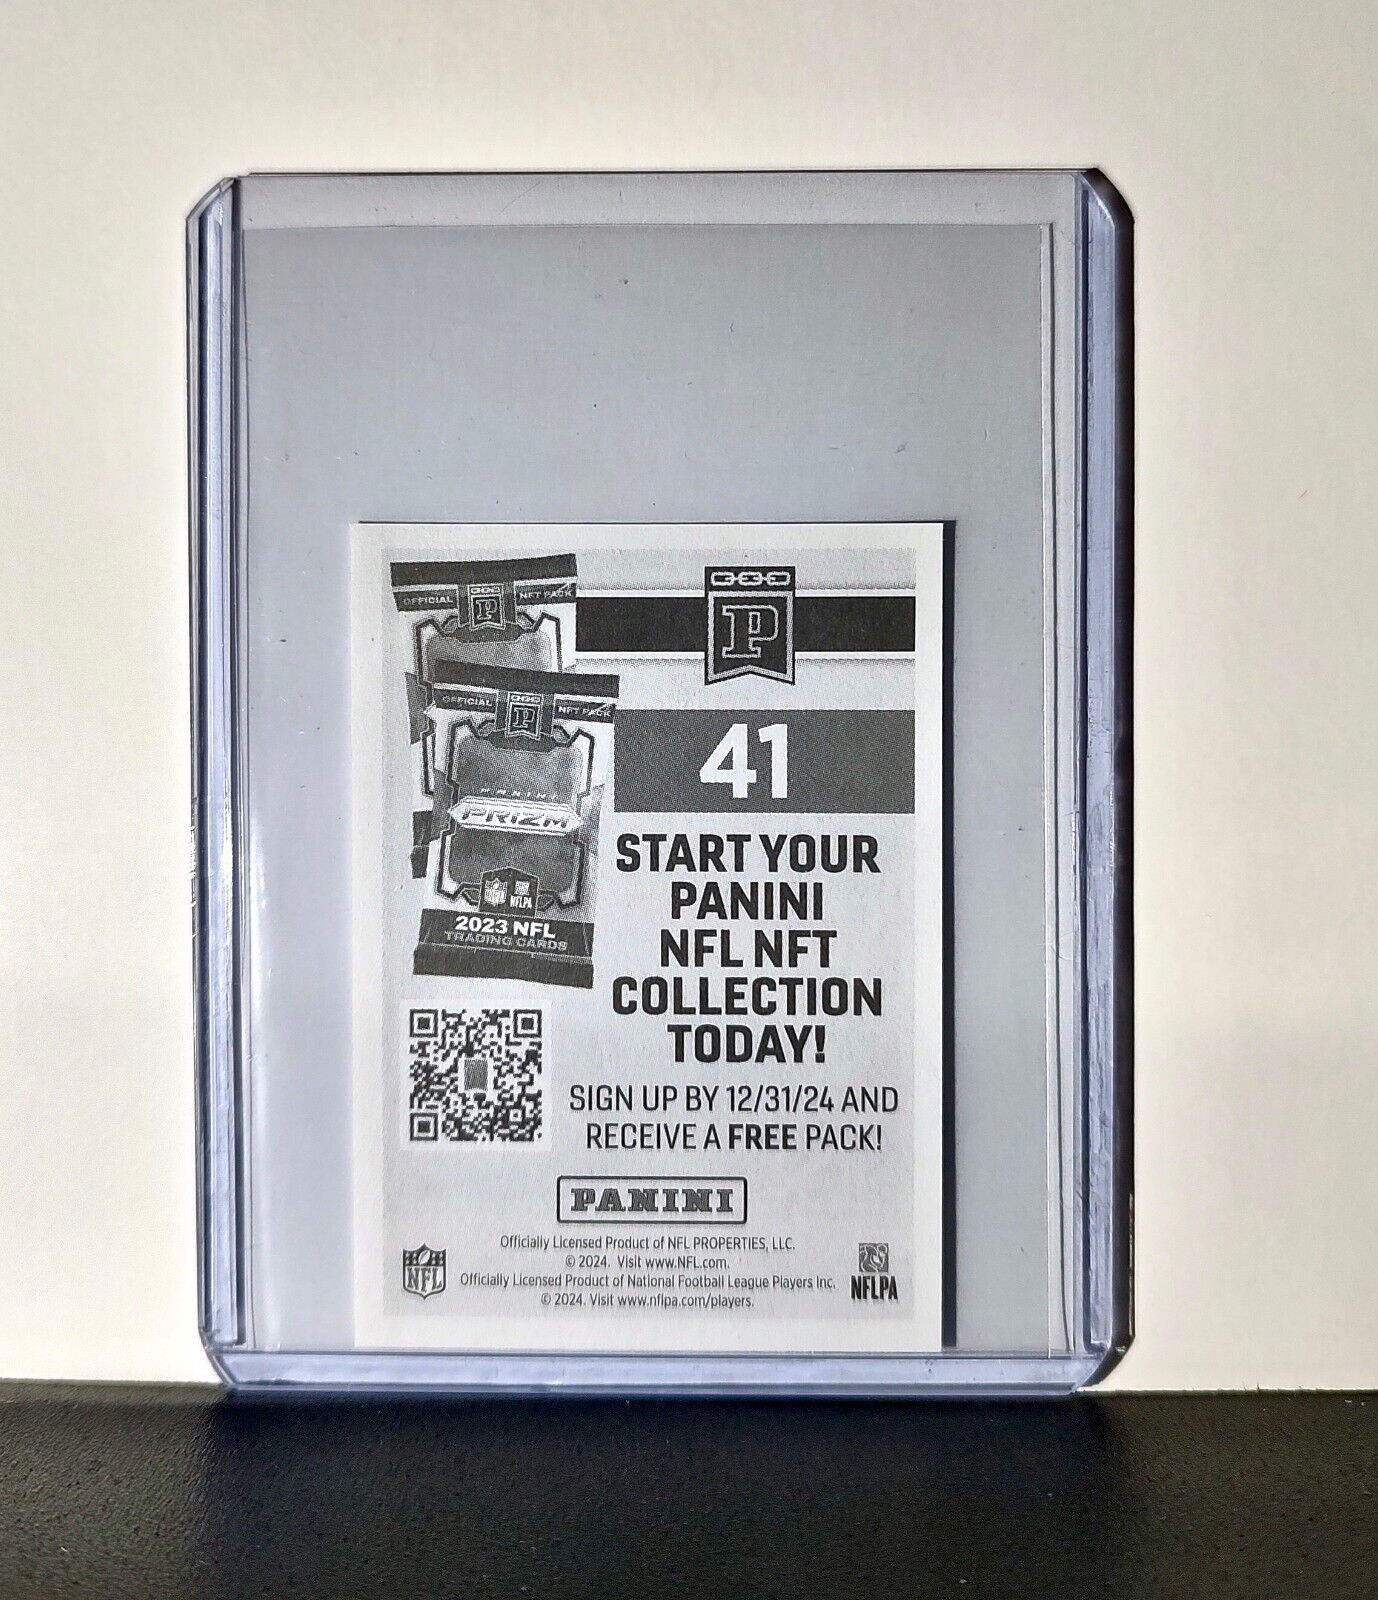 OFFICIAL P NFT PACK
OFFICIAL P NFT PACK
PANINI
PRIZM
NFL NFLPA
2023 NFL
TRADING CARDS
P
41
START YOUR
PANINI
NFL NFT
COLLECTION
TODAY!
SIGN UP BY 12/31/24 AND
RECEIVE A FREE PACK!
PANINI
Officially Licensed Product of NFL PROPERTIES, LLC.
© 2024. Visit www.NFL.com.
Officially Licensed Product of National Football League Players Inc.
© 2024. Visit www.nflpa.com/players.
NFL
NFLPA